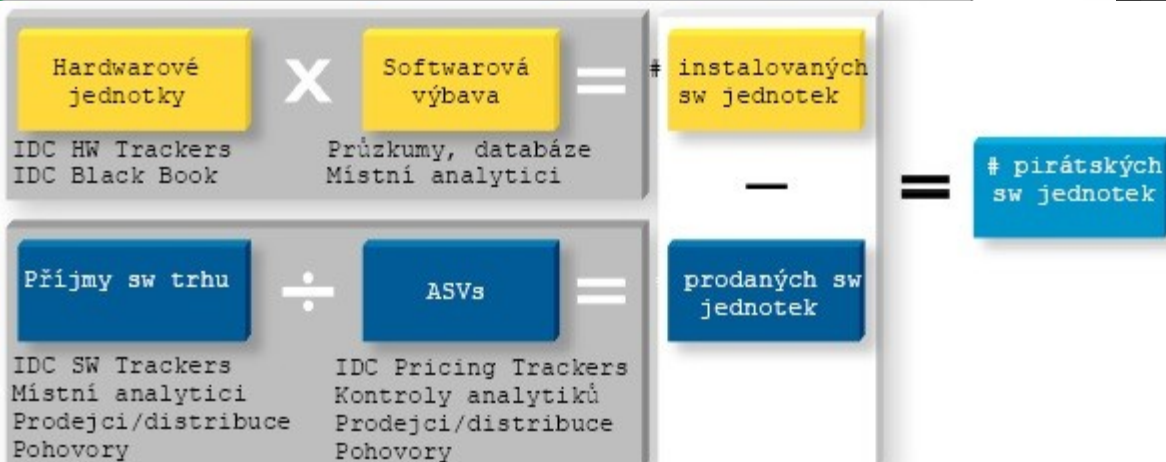 Hardwarové
jednotky
X
Softwarová
výbava
=
# instalovaných
sw jednotek
IDC HW Trackers
IDC Black Book
Průzkumy, databáze
Místní analytici
–
=
# pirátských
sw jednotek
Příjmy sw trhu
÷
ASVs
=
prodaných sw
jednotek
IDC SW Trackers
Místní analytici
Prodejci/distribuce
Pohovory
IDC Pricing Trackers
Kontroly analytiků
Prodejci/distribuce
Pohovory